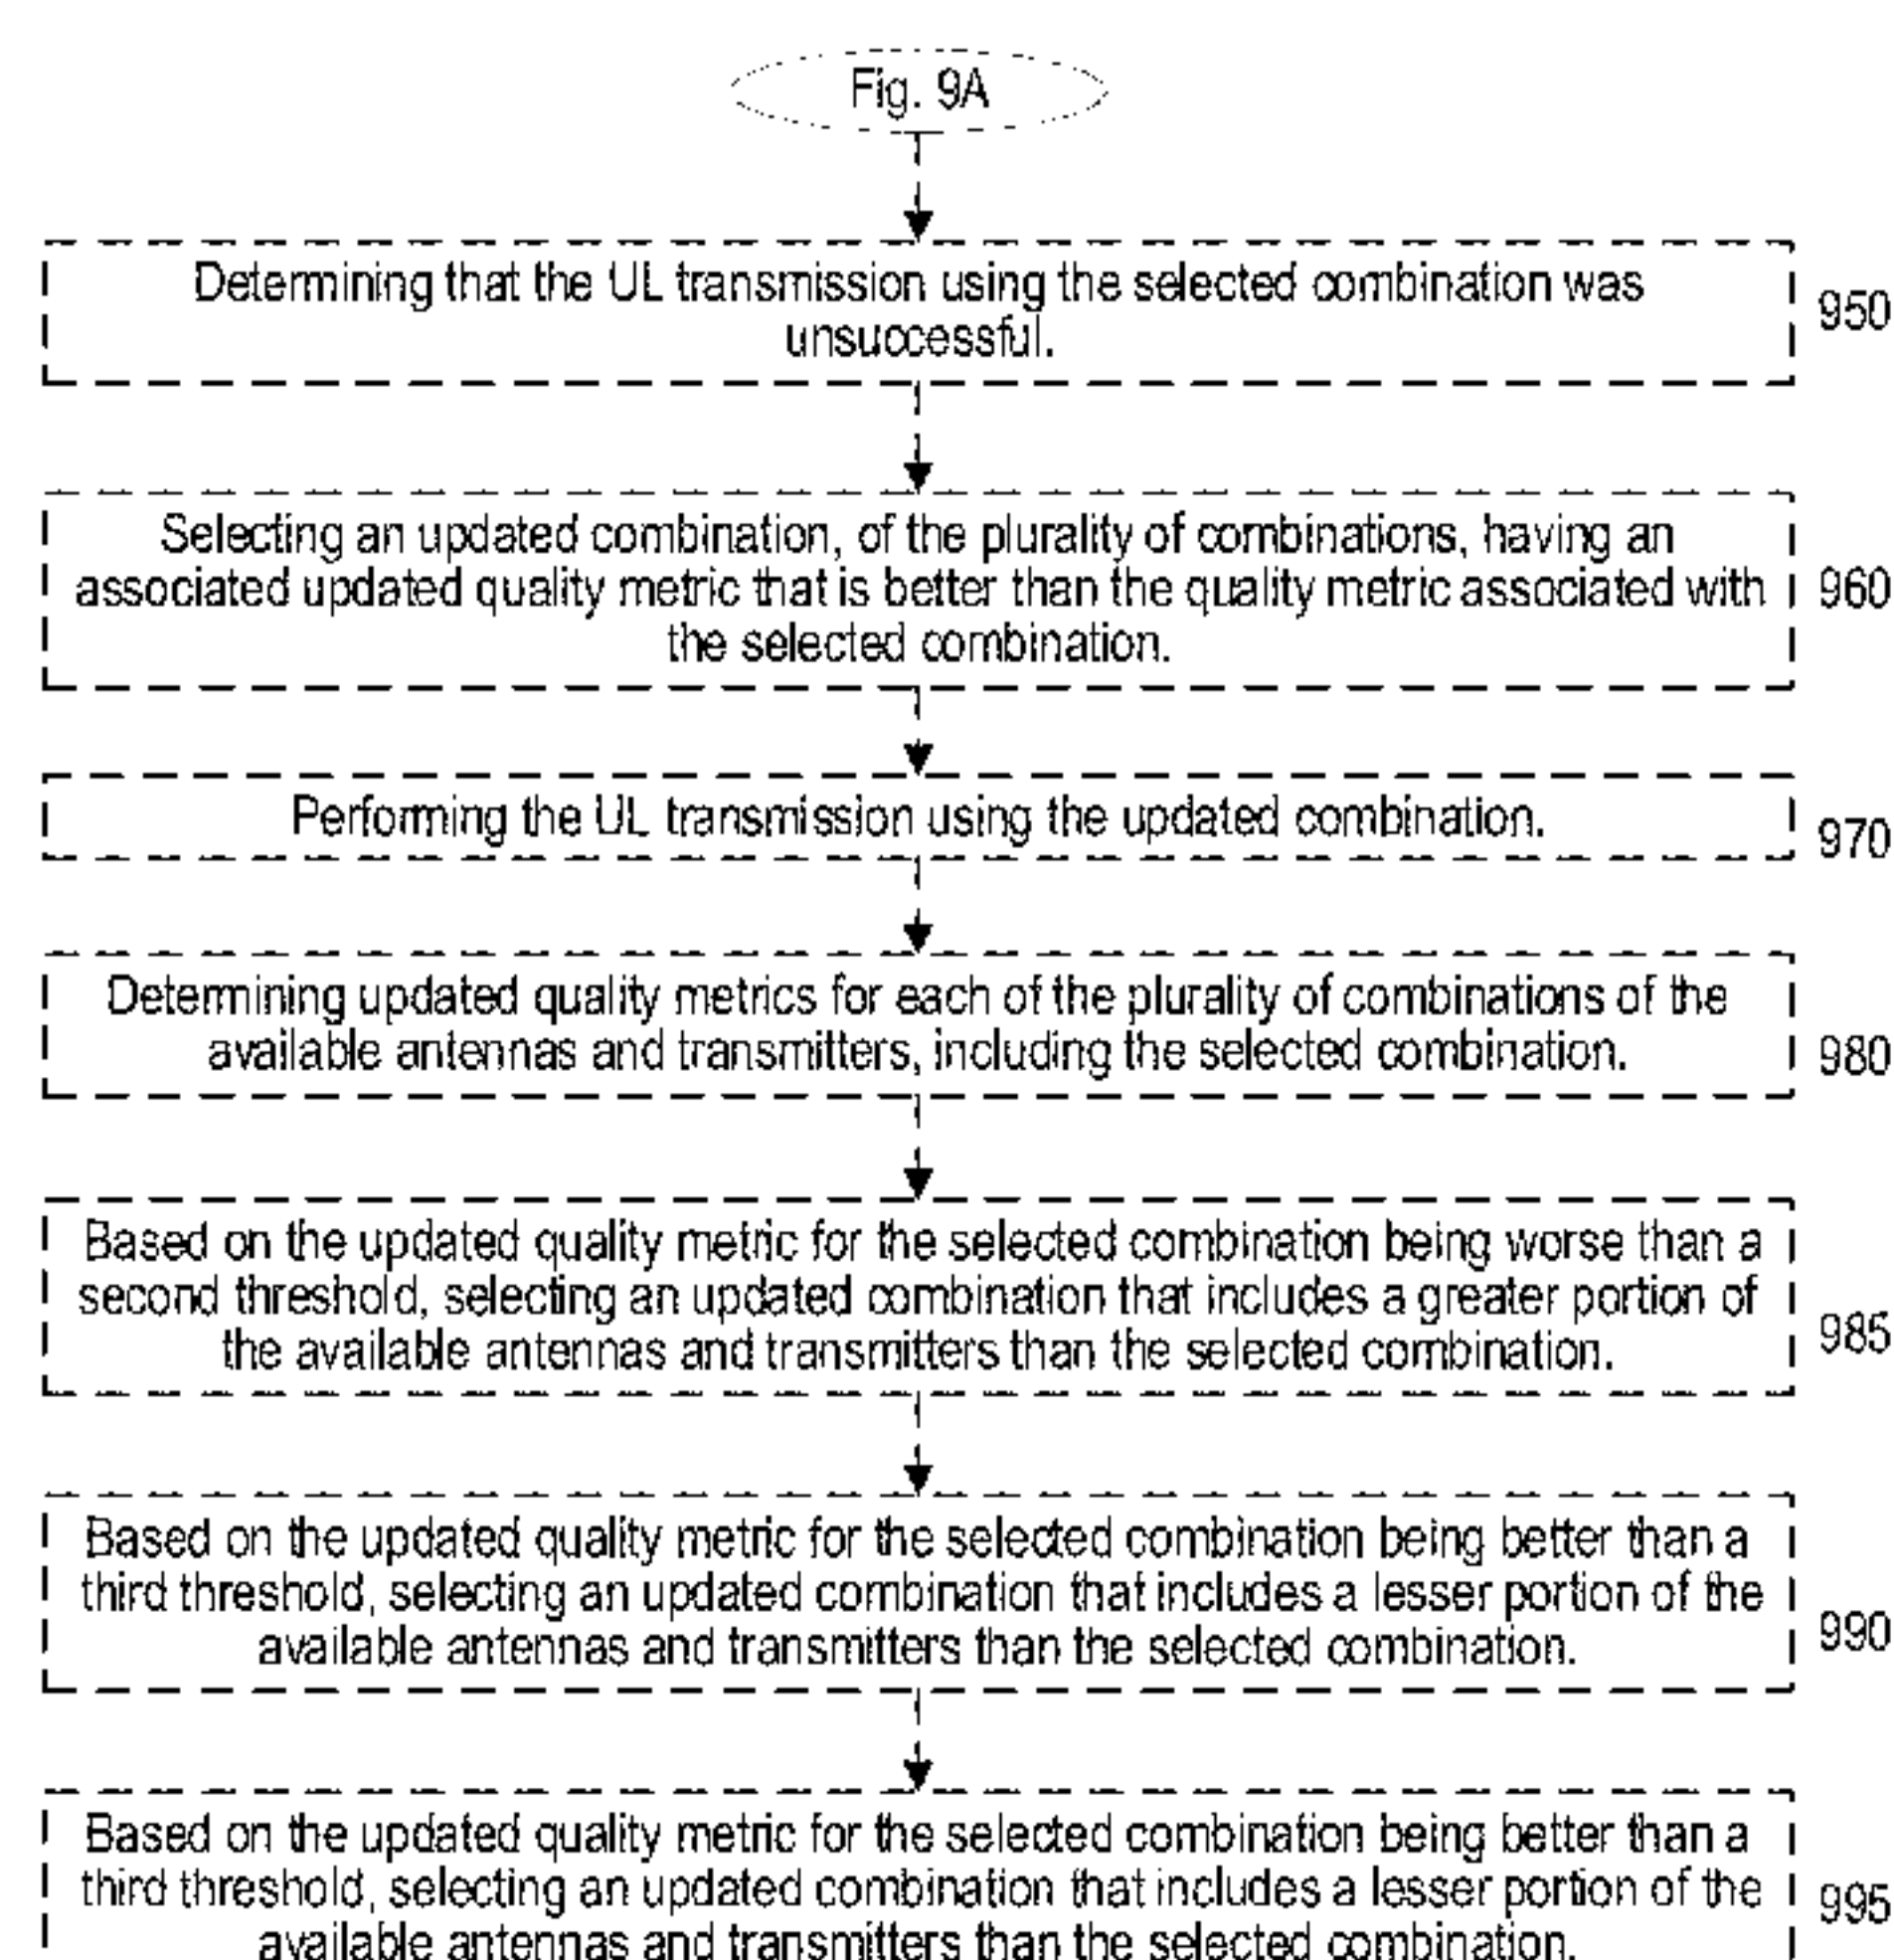 Fig. 9A
Determining that the UL transmission using the selected combination was
unsuccessful.
950
Selecting an updated combination, of the plurality of combinations, having an
associated updated quality metric that is better than the quality metric associated with
the selected combination.
960
Performing the UL transmission using the updated combination.
970
Determining updated quality metrics for each of the plurality of combinations of the
available antennas and transmitters, including the selected combination.
980
Based on the updated quality metric for the selected combination being worse than a
second threshold, selecting an updated combination that includes a greater portion of
the available antennas and transmitters than the selected combination.
985
Based on the updated quality metric for the selected combination being better than a
third threshold, selecting an updated combination that includes a lesser portion of the
available antennas and transmitters than the selected combination.
990
Based on the updated quality metric for the selected combination being better than a
third threshold, selecting an updated combination that includes a lesser portion of the
available antennas and transmitters than the selected combination.
995